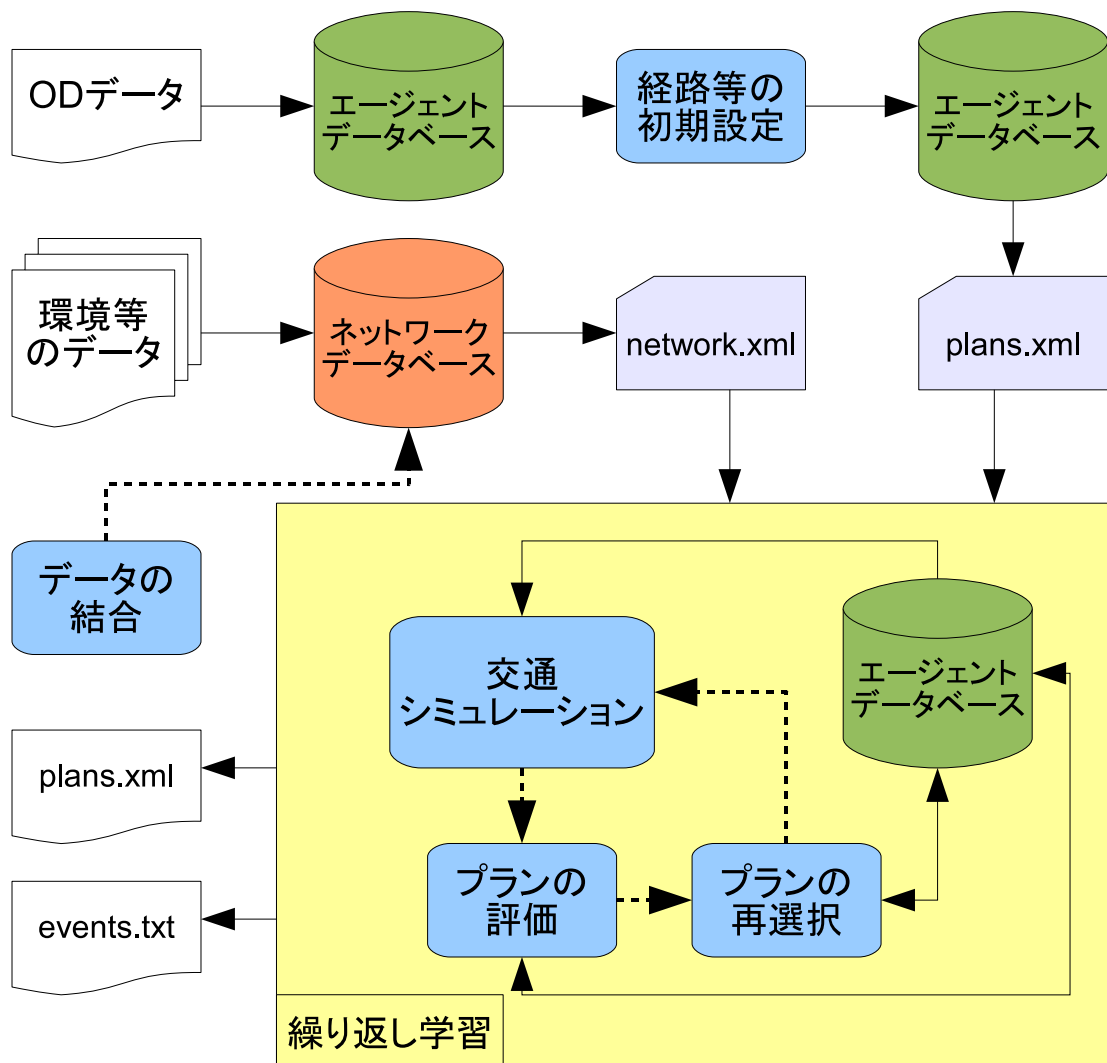 ODデータ
エージェント
データベース
経路等の
初期設定
エージェント
データベース
環境等
のデータ
ネットワーク
データベース
network.xml
plans.xml
データの
結合
交通
シミュレーション
エージェント
データベース
plans.xml
プランの
評価
プランの
再選択
events.txt
繰り返し学習